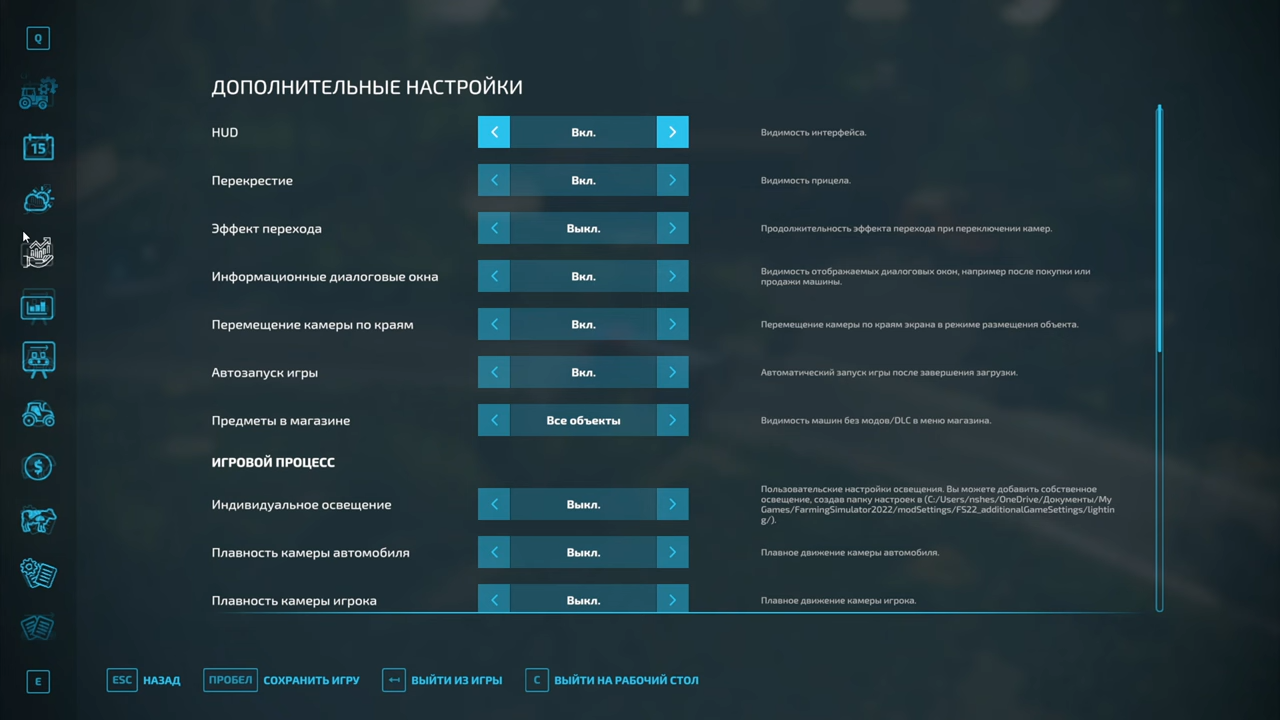 Q
ДОПОЛНИТЕЛЬНЫЕ НАСТРОЙКИ
HUD
Вкл.
Видимость интерфейса.
Перекрестие
Вкл.
Видимость прицела.
15
Эффект перехода
Выкл.
Продолжительность эффекта перехода при переключении камер.
Информационные диалоговые окна
Вкл.
Видимость отображаемых диалоговых окон, например после покупки или
продажи машины.
Перемещение камеры по краям
Вкл.
Перемещение камеры по краям экрана в режиме размещения объекта.
Автозапуск игры
Вкл.
Автоматический запуск игры после завершения загрузки.
Предметы в магазине
Все объекты
Видимость машин без модов/DLC в меню магазина.
ИГРОВОЙ ПРОЦЕСС
$
Индивидуальное освещение
Выкл.
Пользовательские настройки освещения. Вы можете добавить собственное
освещение, создав папку настроек в (C:/Users/nshes/OneDrive/Документы/My
Games/FarmingSimulator2022/modSettings/FS22_additionalGameSettings/lightin
g/).
Плавность камеры автомобиля
Выкл.
Плавное движение камеры автомобиля.
Плавность камеры игрока
Выкл.
Плавное движение камеры игрока.
E
ESC НАЗАД
ПРОБЕЛ СОХРАНИТЬ ИГРУ
ВЫЙТИ ИЗ ИГРЫ
C ВЫЙТИ НА РАБОЧИЙ СТОЛ